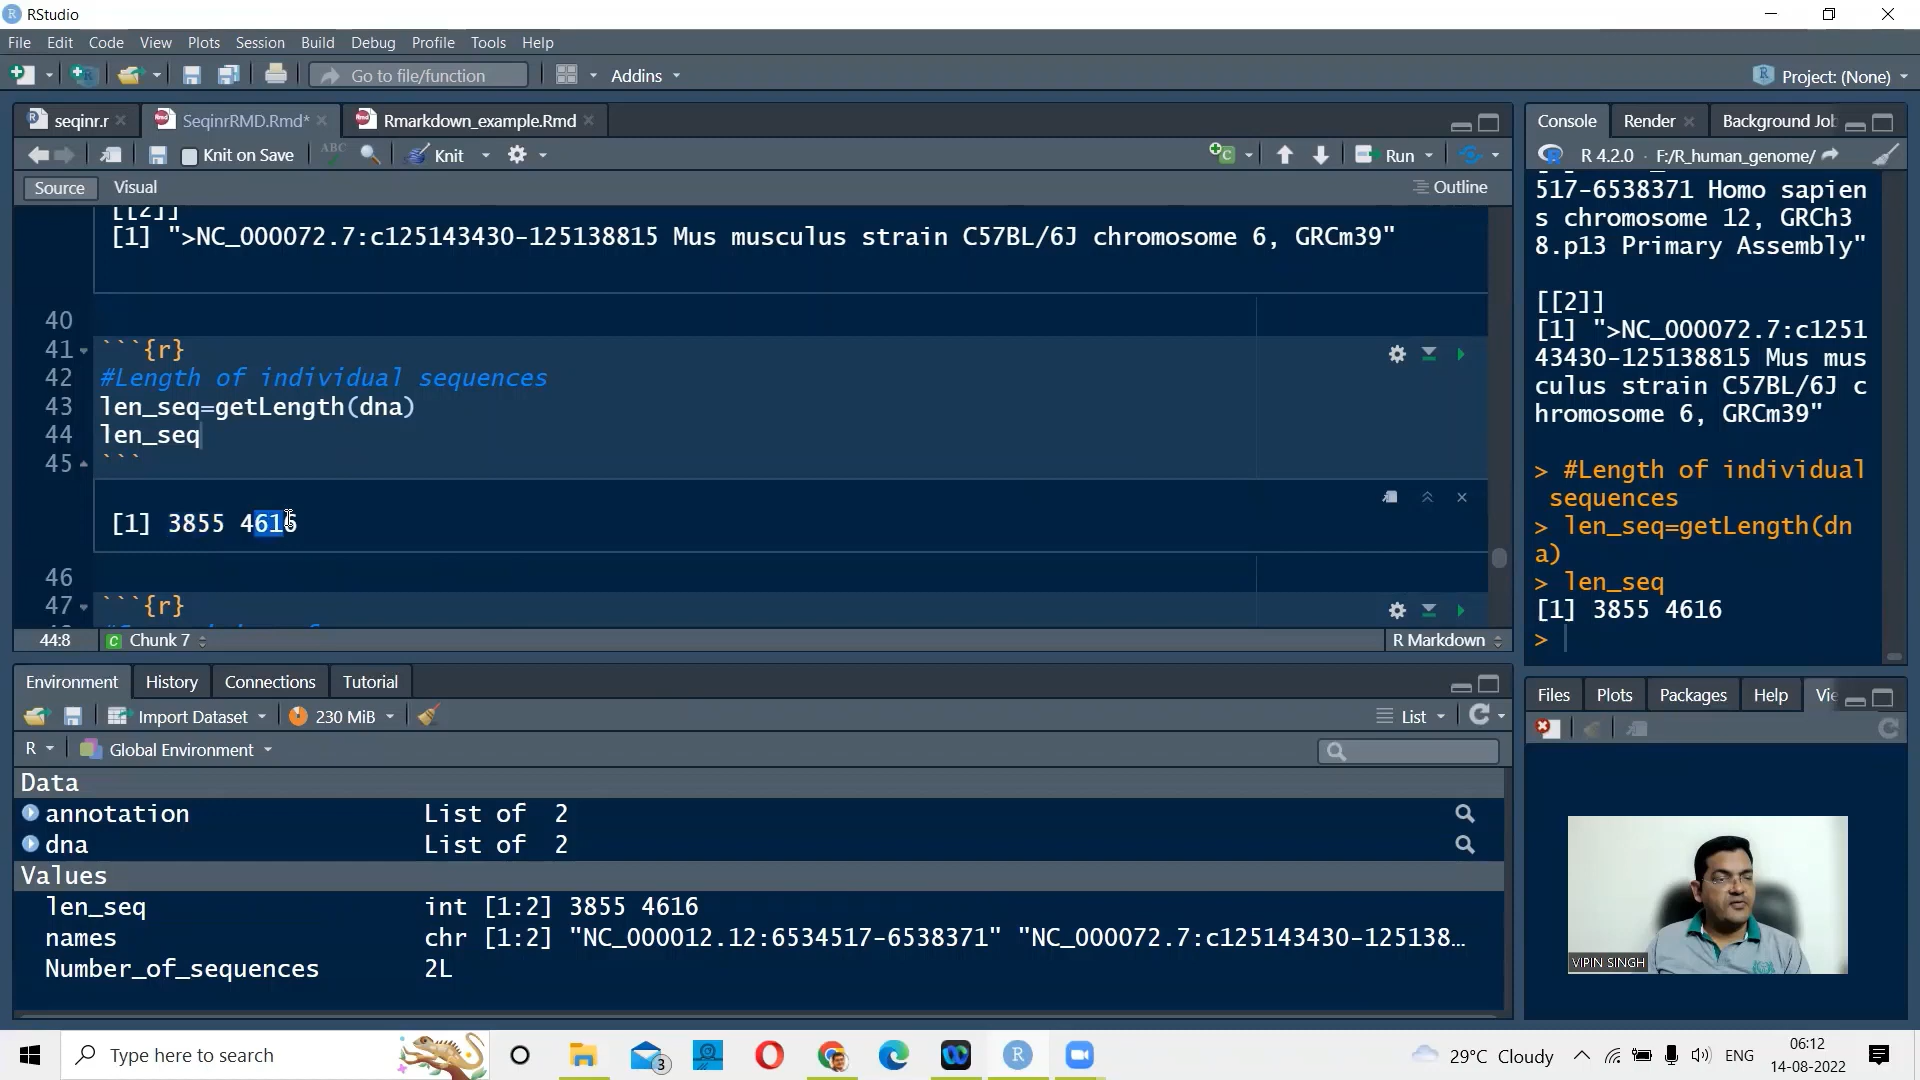 RStudio
File Edit Code View Plots Session Build Debug Profile Tools Help
Go to file/function Addins Project: (None)
seqinr.r SeqinrRMD.Rmd* Rmarkdown_example.Rmd
Knit on Save ABC Knit Run
Source Visual Outline
[[2]]
[1] ">NC_000072.7:c125143430-125138815 Mus musculus strain C57BL/6J chromosome 6, GRCm39"
40
41 ```{r}
42 #Length of individual sequences
43 len_seq=getLength(dna)
44 len_seq
45 ```
[1] 3855 4616
46
47 ```{r}
44:8 Chunk 7 R Markdown
Environment History Connections Tutorial
Import Dataset 230 MiB List
R Global Environment
Data
annotation List of 2
dna List of 2
Values
len_seq int [1:2] 3855 4616
names chr [1:2] "NC_000012.12:6534517-6538371" "NC_000072.7:c125143430-125138…
Number_of_sequences 2L
Console Render Background Job
R 4.2.0 · F:/R_human_genome/
517-6538371 Homo sapien
s chromosome 12, GRCh3
8.p13 Primary Assembly"
[[2]]
[1] ">NC_000072.7:c1251
43430-125138815 Mus mus
culus strain C57BL/6J c
hromosome 6, GRCm39"
> #Length of individual
sequences
> len_seq=getLength(dn
a)
> len_seq
[1] 3855 4616
>
Files Plots Packages Help Vie
VIPIN SINGH
Type here to search 3 29°C Cloudy ENG 06:12
14-08-2022